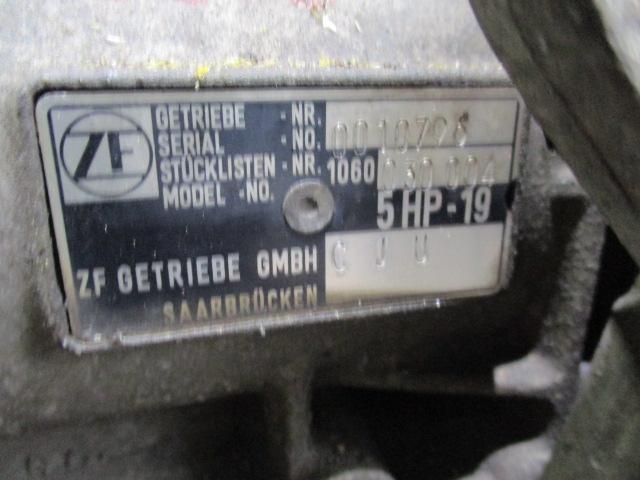 ZF
GETRIEBE -NR.
SERIAL -NO. 0010796
STÜCKLISTEN -NR. 1060 030 004
MODEL -NO.
5 HP - 19
ZF GETRIEBE GMBH CJU
SAARBRÜCKEN